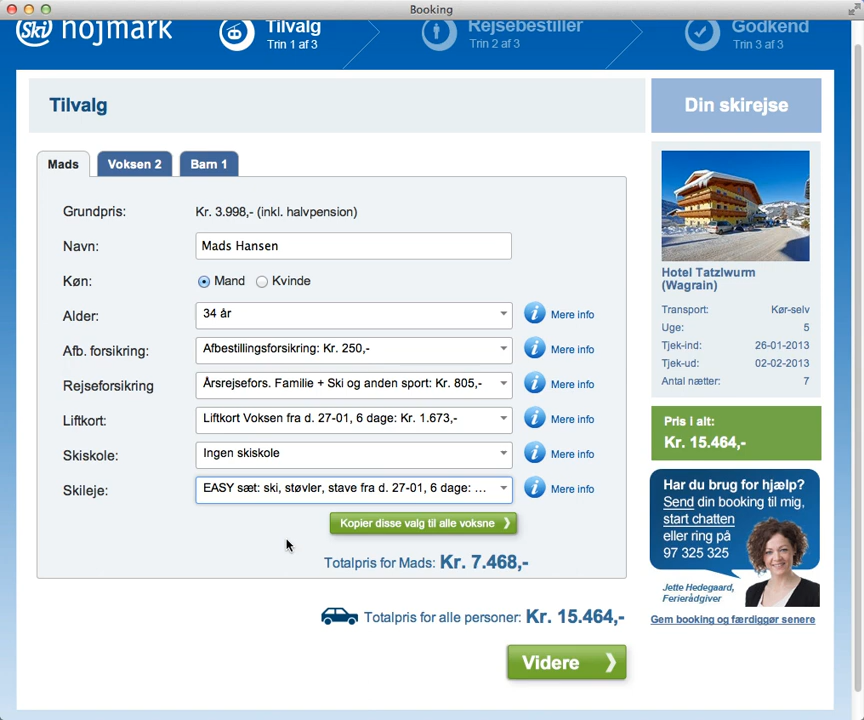 Booking
Ski højmark
Tilvalg
Trin 1 af 3
Rejsebestiller
Trin 2 af 3
Godkend
Trin 3 af 3
Tilvalg
Din skirejse
Mads
Voksen 2
Barn 1
Grundpris:
Kr. 3.998,- (inkl. halvpension)
Navn:
Mads Hansen
Køn:
Mand
Kvinde
Alder:
34 år
Mere info
Afb. forsikring:
Afbestillingsforsikring: Kr. 250,-
Mere info
Rejseforsikring
Årsrejsefors. Familie + Ski og anden sport: Kr. 805,-
Mere info
Liftkort:
Liftkort Voksen fra d. 27-01, 6 dage: Kr. 1.673,-
Mere info
Skiskole:
Ingen skiskole
Mere info
Skileje:
EASY sæt: ski, støvler, stave fra d. 27-01, 6 dage: ...
Mere info
Kopier disse valg til alle voksne
Totalpris for Mads: Kr. 7.468,-
Totalpris for alle personer: Kr. 15.464,-
Videre
Hotel Tatzlwurm
(Wagrain)
Transport: Kør-selv
Uge: 5
Tjek-ind: 26-01-2013
Tjek-ud: 02-02-2013
Antal nætter: 7
Pris i alt:
Kr. 15.464,-
Har du brug for hjælp?
Send din booking til mig,
start chatten
eller ring på
97 325 325
Jette Hedegaard,
Ferierådgiver
Gem booking og færdiggør senere